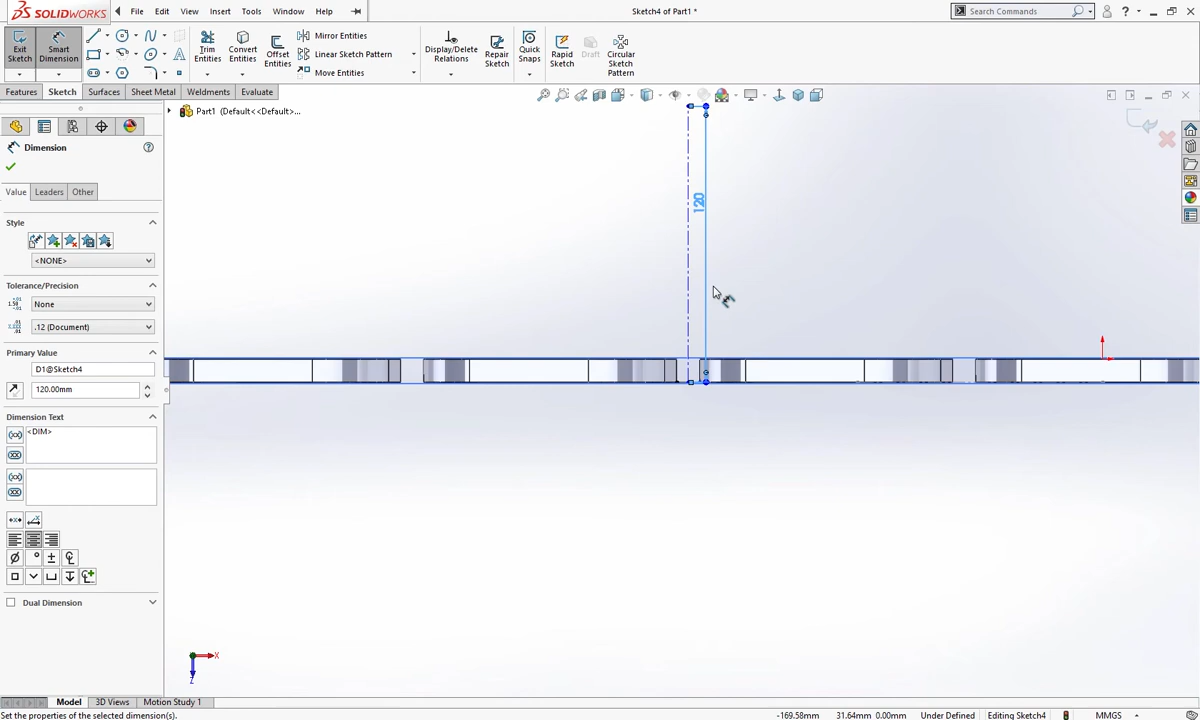 SOLIDWORKS
File
Edit
View
Insert
Tools
Window
Help
Sketch4 of Part1 *
Search Commands
?
Exit Sketch
Smart Dimension
Trim Entities
Convert Entities
Offset Entities
Mirror Entities
Linear Sketch Pattern
Move Entities
Display/Delete Relations
Repair Sketch
Quick Snaps
Rapid Sketch
Draft
Circular Sketch Pattern
Features
Sketch
Surfaces
Sheet Metal
Weldments
Evaluate
Part1 (Default<<Default>...
Dimension
Value
Leaders
Other
Style
<NONE>
Tolerance/Precision
None
.12 (Document)
Primary Value
D1@Sketch4
120.00mm
Dimension Text
<DIM>
Dual Dimension
120
X
Z
Model
3D Views
Motion Study 1
Set the properties of the selected dimension(s).
-169.58mm
31.64mm 0.00mm
Under Defined
Editing Sketch4
MMGS